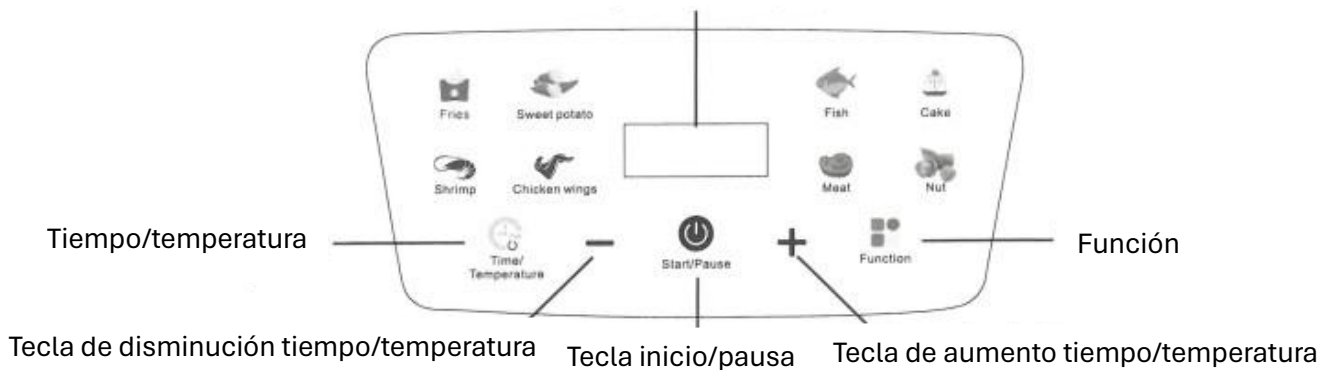 Fries
Sweet potato
Fish
Cake
Shrimp
Chicken wings
Meat
Nut
Tiempo/temperatura
Time/
Temperature
Start/Pause
Function
Función
Tecla de disminución tiempo/temperatura
Tecla inicio/pausa
Tecla de aumento tiempo/temperatura